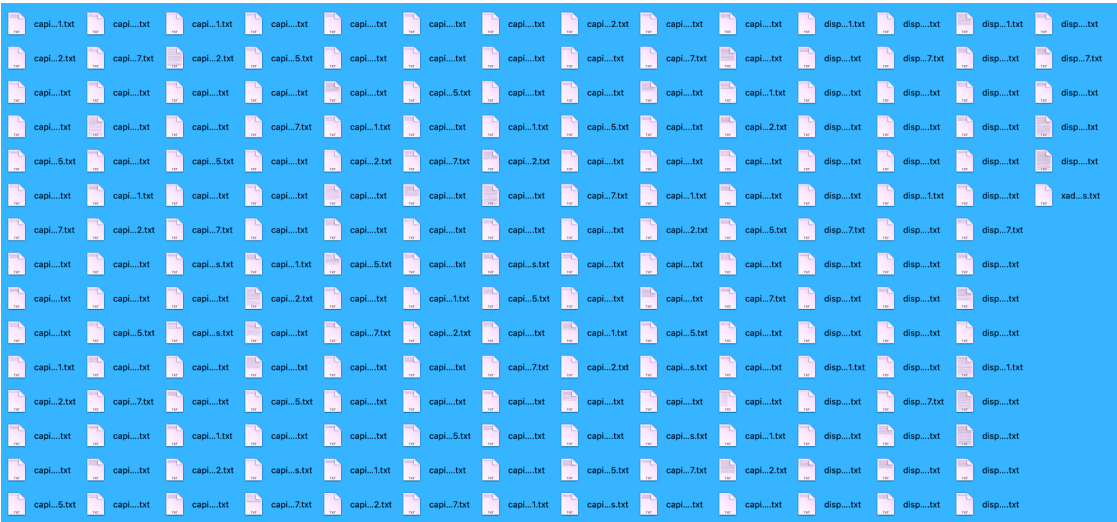 capi...1.txt capi....txt capi...1.txt capi....txt capi....txt capi....txt capi....txt capi...2.txt capi....txt capi....txt disp...1.txt disp....txt disp...1.txt disp....txt
capi...2.txt capi...7.txt capi...2.txt capi...5.txt capi....txt capi....txt capi....txt capi....txt capi...7.txt capi....txt disp....txt disp...7.txt disp....txt disp...7.txt
capi....txt capi....txt capi....txt capi....txt capi....txt capi...5.txt capi....txt capi....txt capi....txt capi...1.txt disp....txt disp....txt disp....txt disp....txt
capi....txt capi....txt capi....txt capi...7.txt capi...1.txt capi....txt capi...1.txt capi...5.txt capi....txt capi...2.txt disp....txt disp....txt disp....txt disp....txt
capi...5.txt capi....txt capi...5.txt capi....txt capi...2.txt capi...7.txt capi...2.txt capi....txt capi....txt capi....txt disp....txt disp....txt disp....txt disp....txt
capi....txt capi...1.txt capi....txt capi....txt capi....txt capi....txt capi....txt capi...7.txt capi...1.txt capi....txt disp....txt disp...1.txt disp....txt xad...s.txt
capi...7.txt capi...2.txt capi...7.txt capi....txt capi....txt capi....txt capi....txt capi....txt capi...2.txt capi...5.txt disp...7.txt disp....txt disp...7.txt
capi....txt capi....txt capi...s.txt capi...1.txt capi...5.txt capi....txt capi...s.txt capi....txt capi....txt capi....txt disp....txt disp....txt disp....txt
capi....txt capi....txt capi....txt capi...2.txt capi....txt capi...1.txt capi...5.txt capi....txt capi....txt capi...7.txt disp....txt disp....txt disp....txt
capi....txt capi...5.txt capi...s.txt capi....txt capi...7.txt capi...2.txt capi....txt capi...1.txt capi...5.txt capi....txt disp....txt disp....txt disp....txt
capi...1.txt capi....txt capi....txt capi....txt capi....txt capi....txt capi...7.txt capi...2.txt capi...s.txt capi....txt disp...1.txt disp....txt disp...1.txt
capi...2.txt capi...7.txt capi....txt capi...5.txt capi....txt capi....txt capi....txt capi....txt capi....txt capi....txt disp....txt disp...7.txt disp....txt
capi....txt capi....txt capi...1.txt capi....txt capi....txt capi...5.txt capi....txt capi....txt capi...s.txt capi...1.txt disp....txt disp....txt disp....txt
capi....txt capi....txt capi...2.txt capi...s.txt capi...1.txt capi....txt capi....txt capi...5.txt capi...7.txt capi...2.txt disp....txt disp....txt disp....txt
capi...5.txt capi....txt capi....txt capi...7.txt capi...2.txt capi...7.txt capi...1.txt capi...s.txt capi....txt capi....txt disp....txt disp....txt disp....txt